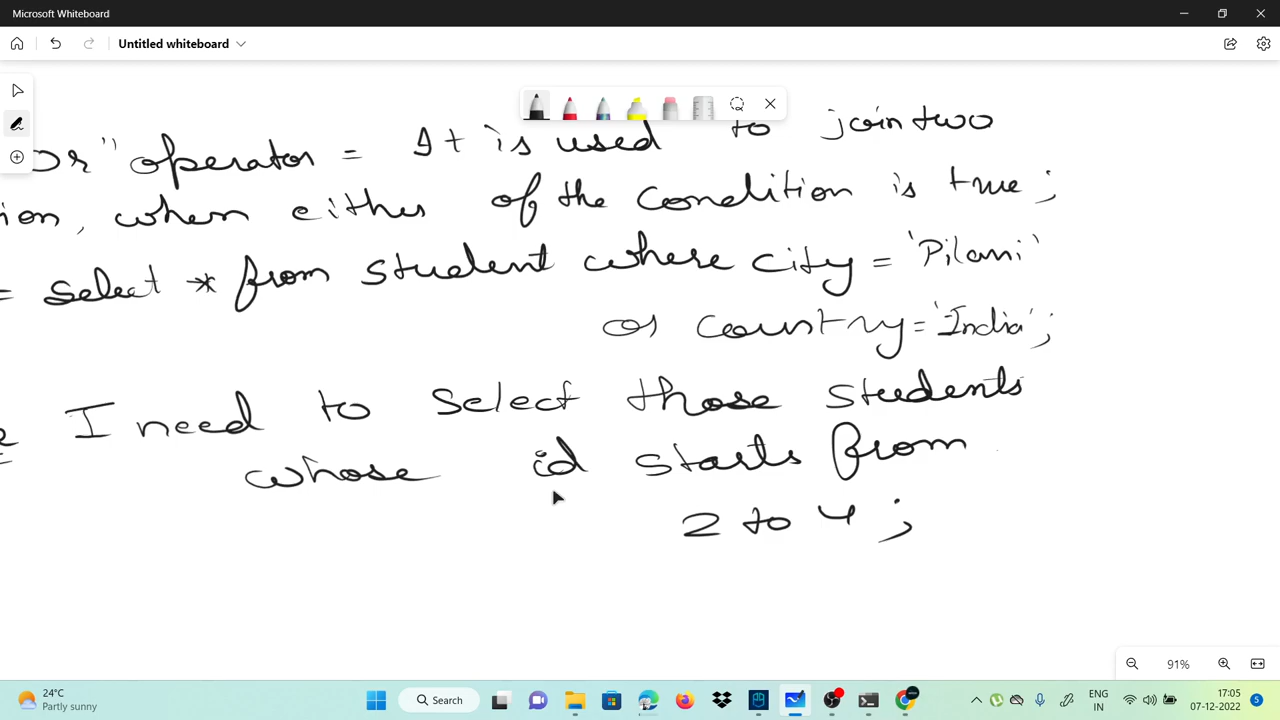 Microsoft Whiteboard
Untitled whiteboard
Or" operator = It is used to join two
ion, when either of the condition is true;
= select * from student where city = 'Pilani'
or country = 'India';
I need to select those students
whose id starts from
2 to 4;
91%
24°C
Partly sunny
Search
ENG
IN
17:05
07-12-2022
5